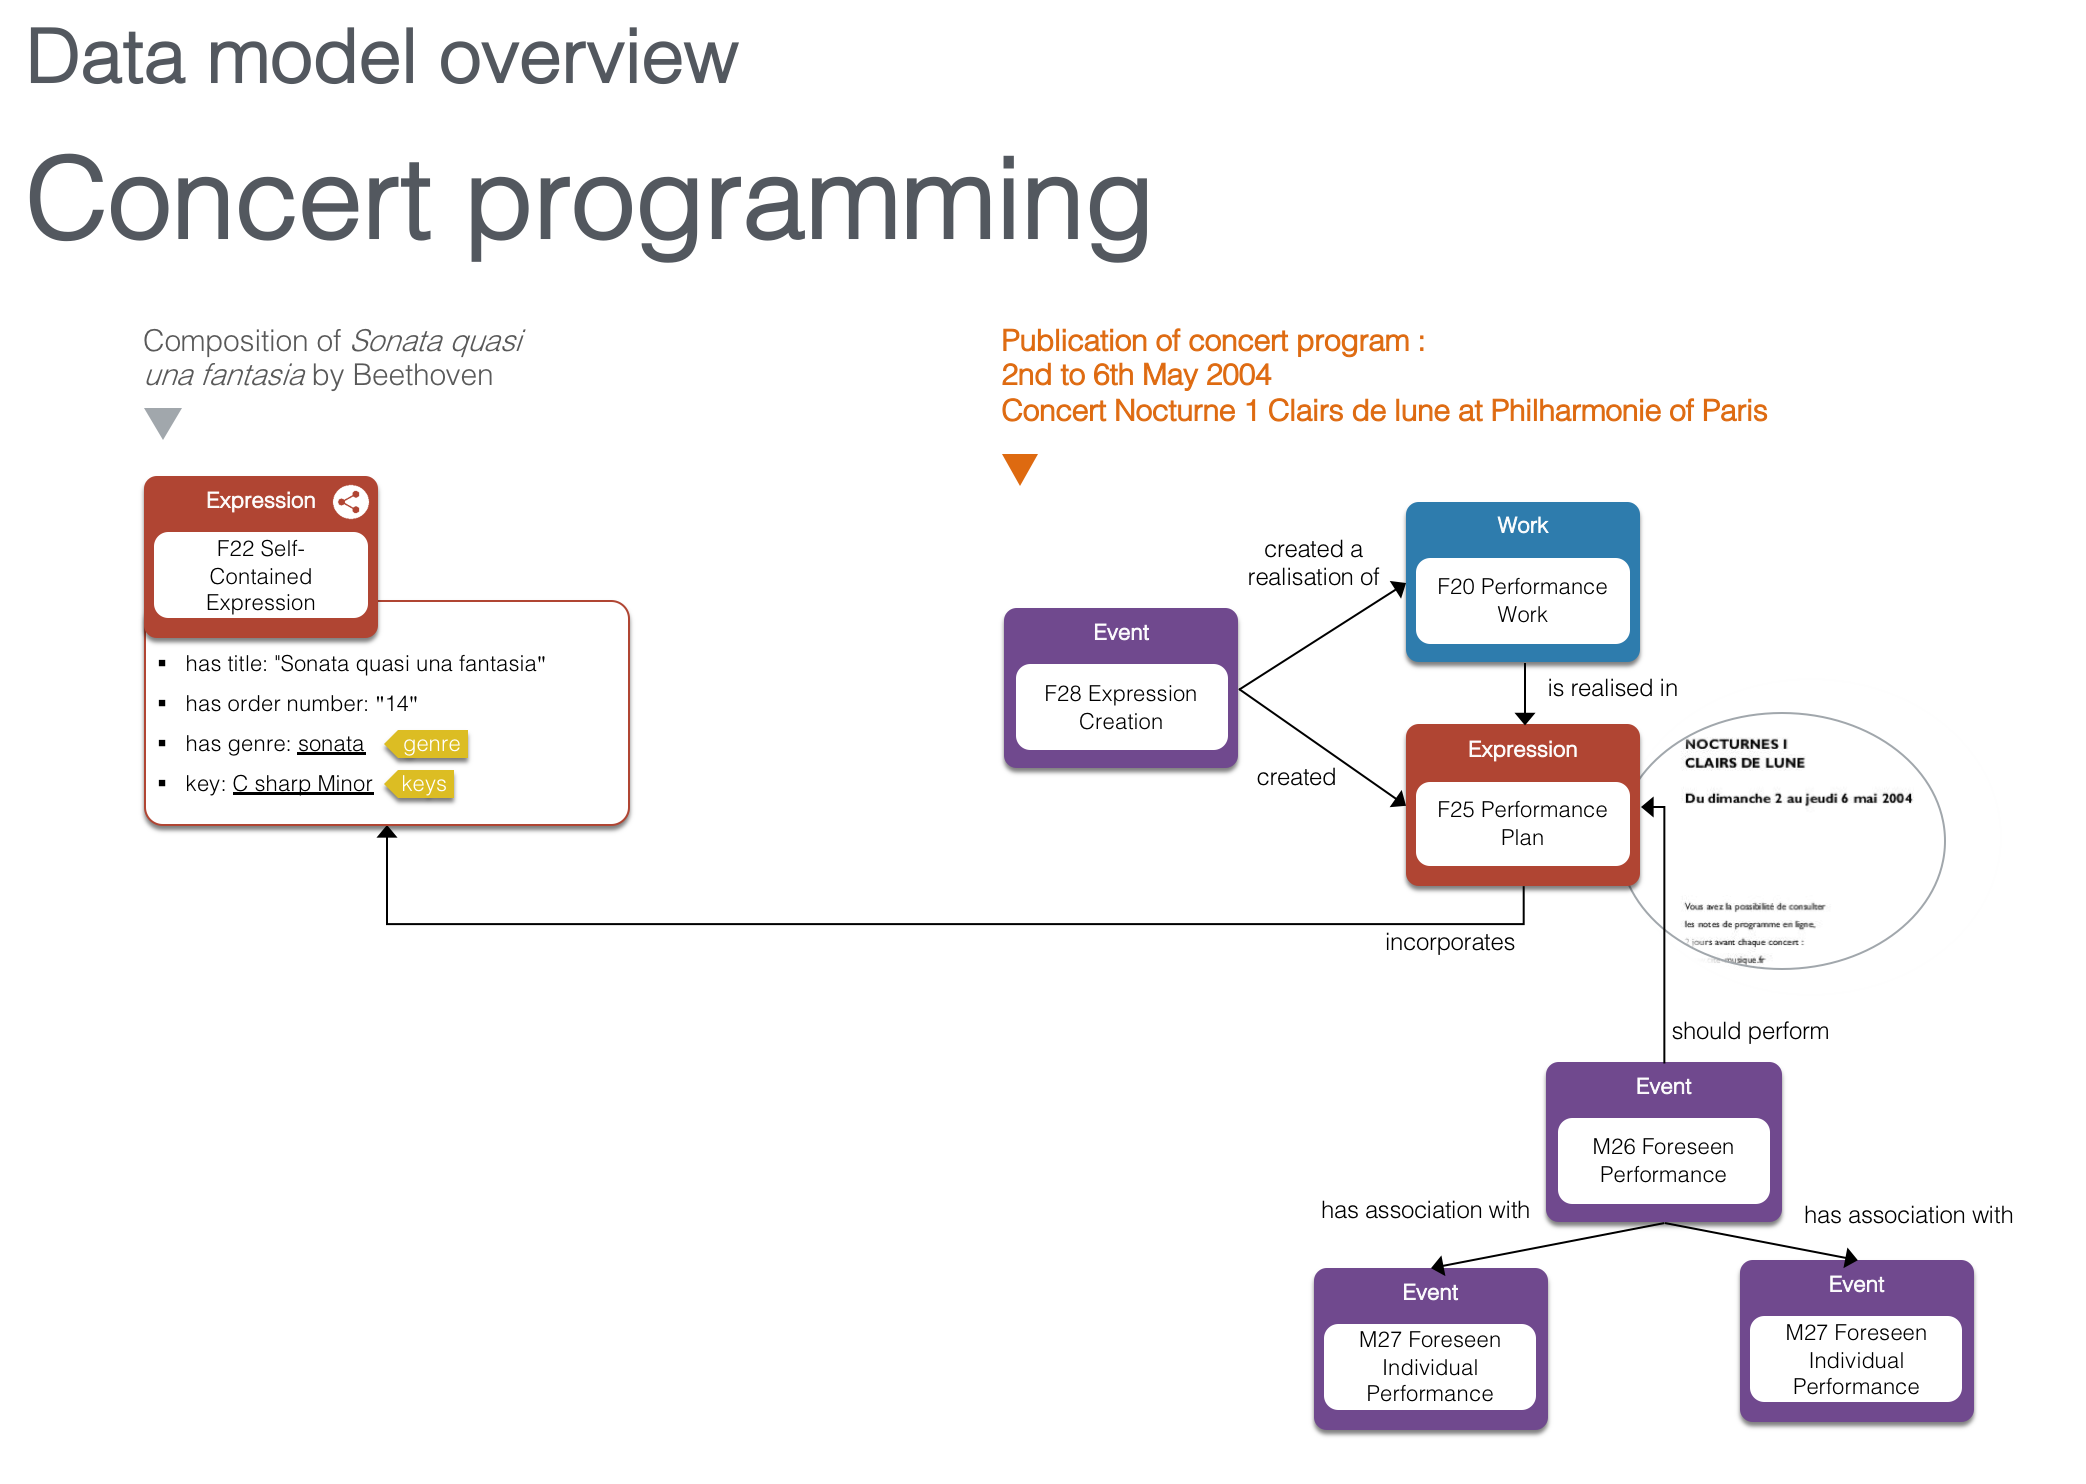 Data model overview
Concert programming
Composition of Sonata quasi
una fantasia by Beethoven
Publication of concert program :
2nd to 6th May 2004
Concert Nocturne 1 Clairs de lune at Philharmonie of Paris
Expression
F22 Self-
Contained
Expression
▪ has title: "Sonata quasi una fantasia"
▪ has order number: "14"
▪ has genre: sonata genre
▪ key: C sharp Minor keys
Event
F28 Expression
Creation
created a
realisation of
created
Work
F20 Performance
Work
is realised in
Expression
F25 Performance
Plan
NOCTURNES I
CLAIRS DE LUNE
Du dimanche 2 au jeudi 6 mai 2004
Vous avez la possibilité de consulter
les notes de programme en ligne,
2 jours avant chaque concert :
musique.fr
incorporates
should perform
Event
M26 Foreseen
Performance
has association with
has association with
Event
M27 Foreseen
Individual
Performance
Event
M27 Foreseen
Individual
Performance